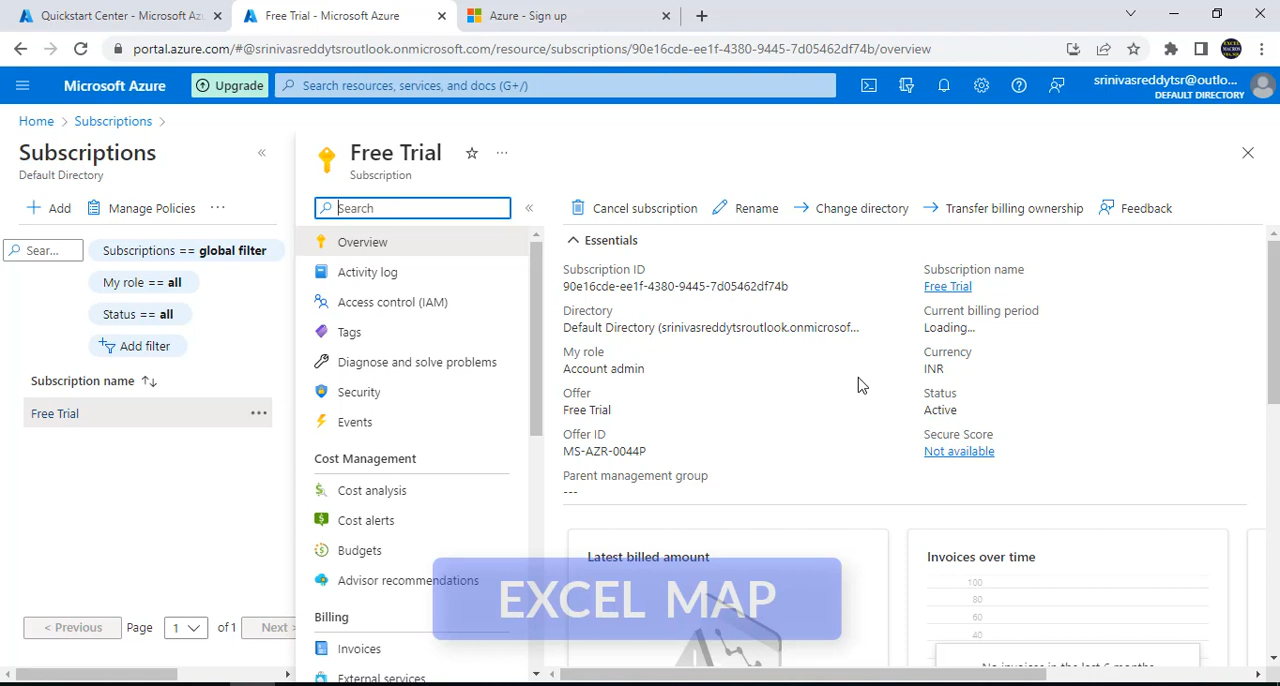 Quickstart Center - Microsoft Az
Free Trial - Microsoft Azure
Azure - Sign up
portal.azure.com/#@srinivasreddytsroutlook.onmicrosoft.com/resource/subscriptions/90e16cde-ee1f-4380-9445-7d05462df74b/overview
Microsoft Azure
Upgrade
Search resources, services, and docs (G+/)
srinivasreddytsr@outlo...
DEFAULT DIRECTORY
Home > Subscriptions >
Subscriptions
Default Directory
Add
Manage Policies
Sear...
Subscriptions == global filter
My role == all
Status == all
Add filter
Subscription name
Free Trial
< Previous
Page
1
of 1
Next >
Free Trial
Subscription
Search
Overview
Activity log
Access control (IAM)
Tags
Diagnose and solve problems
Security
Events
Cost Management
Cost analysis
Cost alerts
Budgets
Advisor recommendations
Billing
Invoices
External services
Cancel subscription
Rename
Change directory
Transfer billing ownership
Feedback
Essentials
Subscription ID
90e16cde-ee1f-4380-9445-7d05462df74b
Directory
Default Directory (srinivasreddytsroutlook.onmicrosof...
My role
Account admin
Offer
Free Trial
Offer ID
MS-AZR-0044P
Parent management group
---
Subscription name
Free Trial
Current billing period
Loading...
Currency
INR
Status
Active
Secure Score
Not available
Latest billed amount
Invoices over time
100
80
60
40
No invoices in the last 6 months
EXCEL MAP